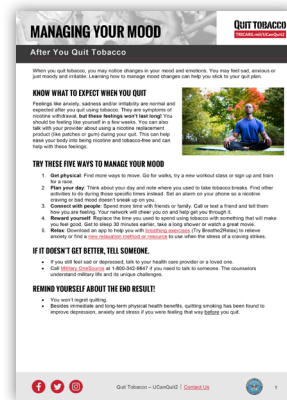 MANAGING YOUR MOOD
QUIT TOBACCO
TRICARE.mil/UCanQuit2
After You Quit Tobacco
When you quit tobacco, you may notice changes in your mood and emotions. You may feel sad, anxious or
just moody and irritable. Learning how to manage mood changes can help you stick to your quit plan.
KNOW WHAT TO EXPECT WHEN YOU QUIT
Feelings like anxiety, sadness and/or irritability are normal and
expected after you quit using tobacco. They are symptoms of
nicotine withdrawal, but these feelings won't last long! You
should be feeling like yourself in a few weeks. You can also
talk with your provider about using a nicotine replacement
product (like patches or gum) during your quit. This can help
ease your body into being nicotine and tobacco-free and can
help with these feelings.
TRY THESE FIVE WAYS TO MANAGE YOUR MOOD
1. Get physical: Find more ways to move. Go for walks, try a new workout class or sign up and train
for a race.
2. Plan your day: Think about your day and note where you used to take tobacco breaks. Find other
activities to do during those specific times instead. Set an alarm on your phone so a nicotine
craving or bad mood doesn't sneak up on you.
3. Connect with people: Spend more time with friends or family. Call or text a friend and tell them
how you are feeling. Your network will cheer you on and help get you through it.
4. Reward yourself: Replace the time you used to spend using tobacco with something that will make
you feel good. Get to sleep 30 minutes earlier, take a long shower or watch a great movie.
5. Relax: Download an app to help you with breathing exercises (Try Breathe2Relax) to relieve
anxiety or find a new relaxation method or resource to use when the stress of a craving strikes.
IF IT DOESN'T GET BETTER, TELL SOMEONE.
• If you still feel sad or depressed, talk to your health care provider or a loved one.
• Call Military OneSource at 1-800-342-9647 if you need to talk to someone. The counselors
understand military life and its unique challenges.
REMIND YOURSELF ABOUT THE END RESULT!
• You won't regret quitting.
• Besides immediate and long-term physical health benefits, quitting smoking has been found to
improve depression, anxiety and stress if you were feeling that way before you quit.
Quit Tobacco – UCanQuit2 | Contact Us
1